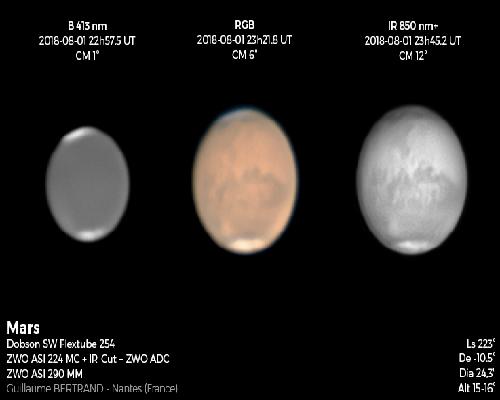 B 413 nm
2018-08-01 22h57.5 UT
CM 1°
RGB
2018-08-01 23h21.8 UT
CM 6°
IR 850 nm+
2018-08-01 23h45.2 UT
CM 12°
Mars
Dobson SW Flextube 254
ZWO ASI 224 MC + IR Cut - ZWO ADC
ZWO ASI 290 MM
Guillaume BERTRAND - Nantes (France)
Ls 223°
De -10.5°
Dia 24.3"
Alt 15-16°